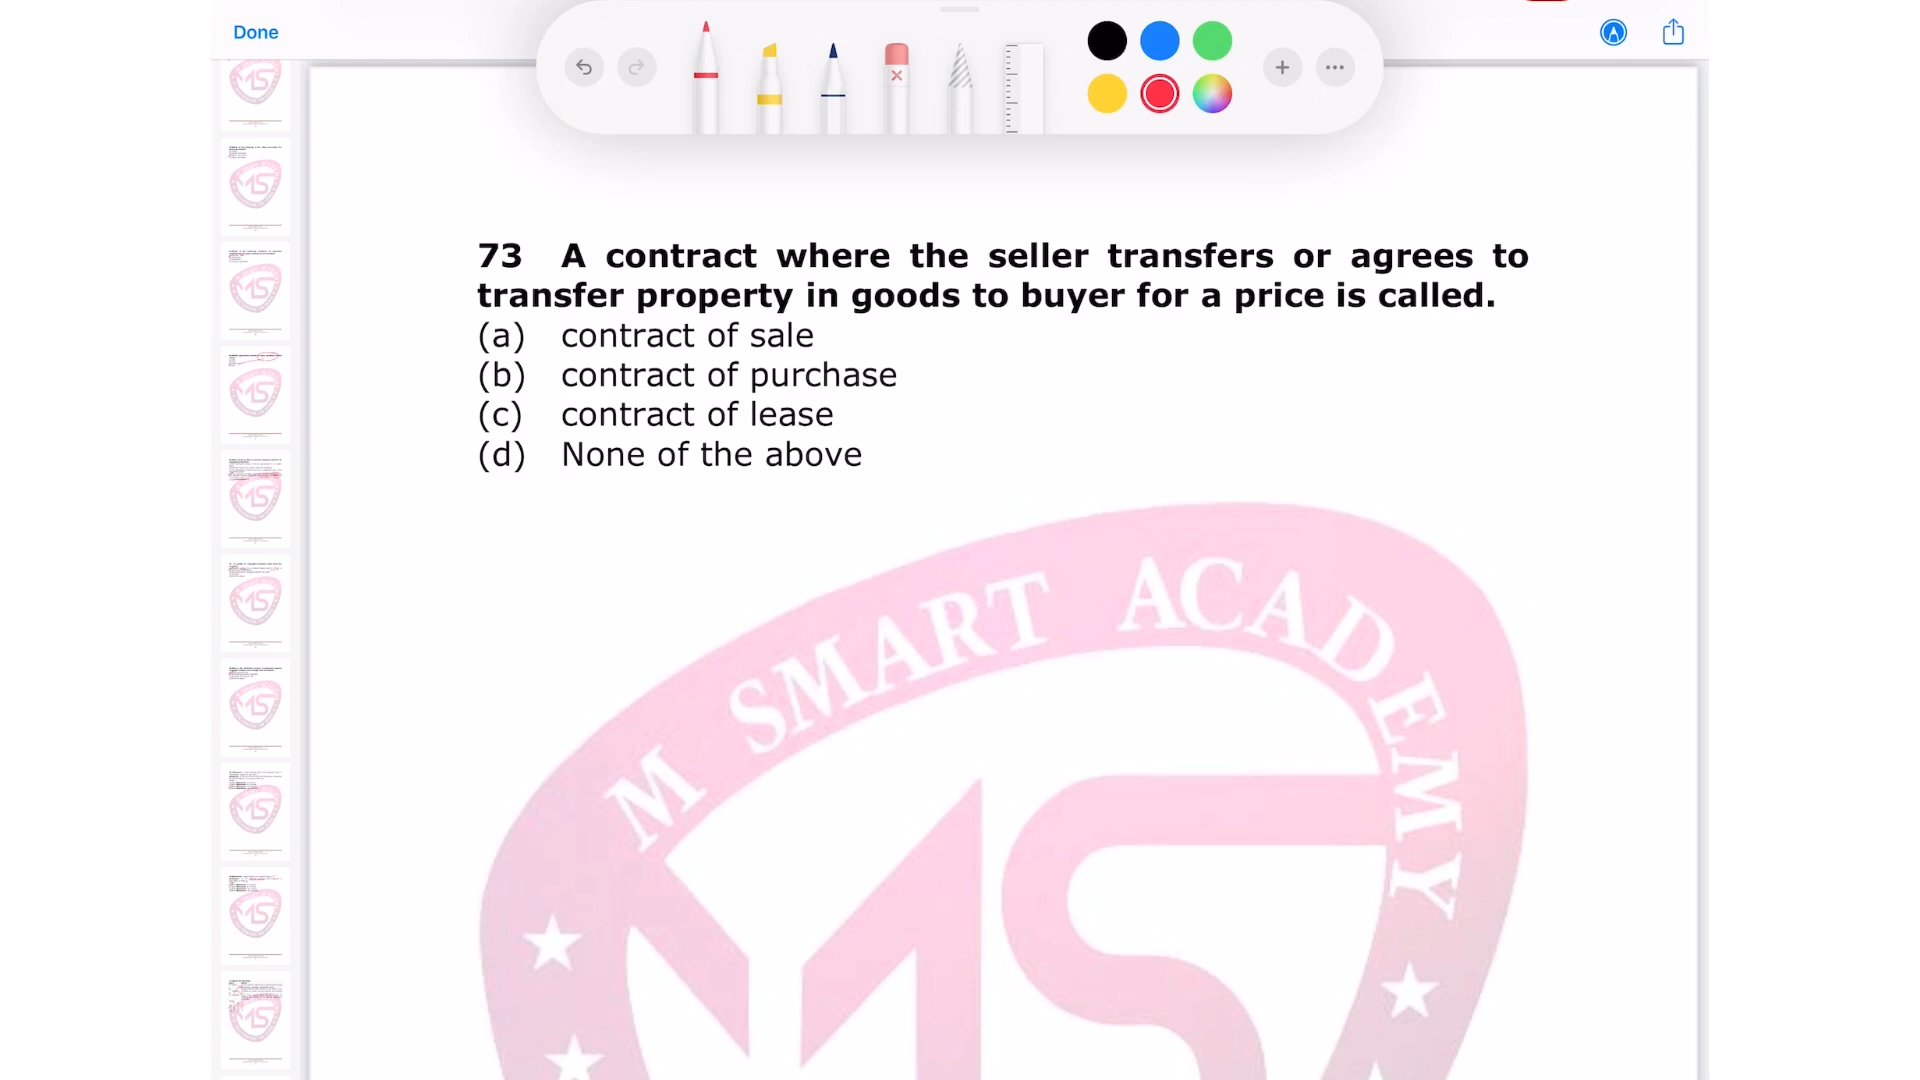 Done
73 A contract where the seller transfers or agrees to
transfer property in goods to buyer for a price is called.
(a) contract of sale
(b) contract of purchase
(c) contract of lease
(d) None of the above
M SMART ACADEMY
MS